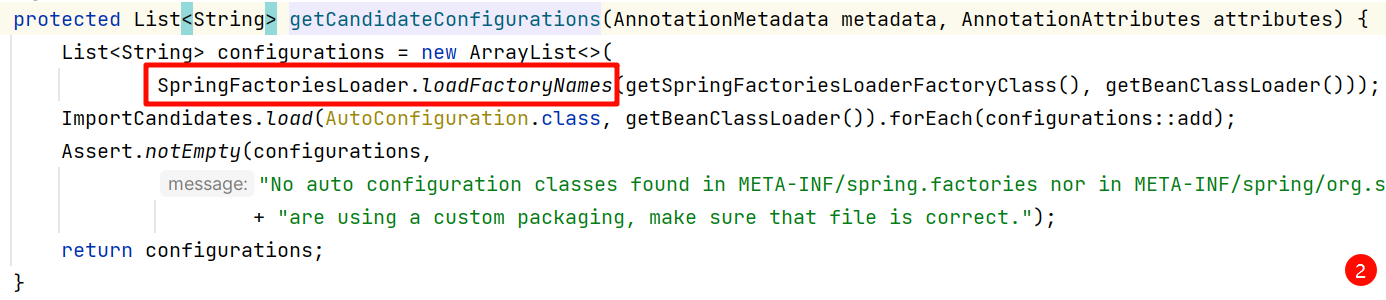 protected List<String> getCandidateConfigurations(AnnotationMetadata metadata, AnnotationAttributes attributes) {
List<String> configurations = new ArrayList<>(
SpringFactoriesLoader.loadFactoryNames(getSpringFactoriesLoaderFactoryClass(), getBeanClassLoader()));
ImportCandidates.load(AutoConfiguration.class, getBeanClassLoader()).forEach(configurations::add);
Assert.notEmpty(configurations,
message: "No auto configuration classes found in META-INF/spring.factories nor in META-INF/spring/org.s
+ "are using a custom packaging, make sure that file is correct.");
return configurations;
}
2